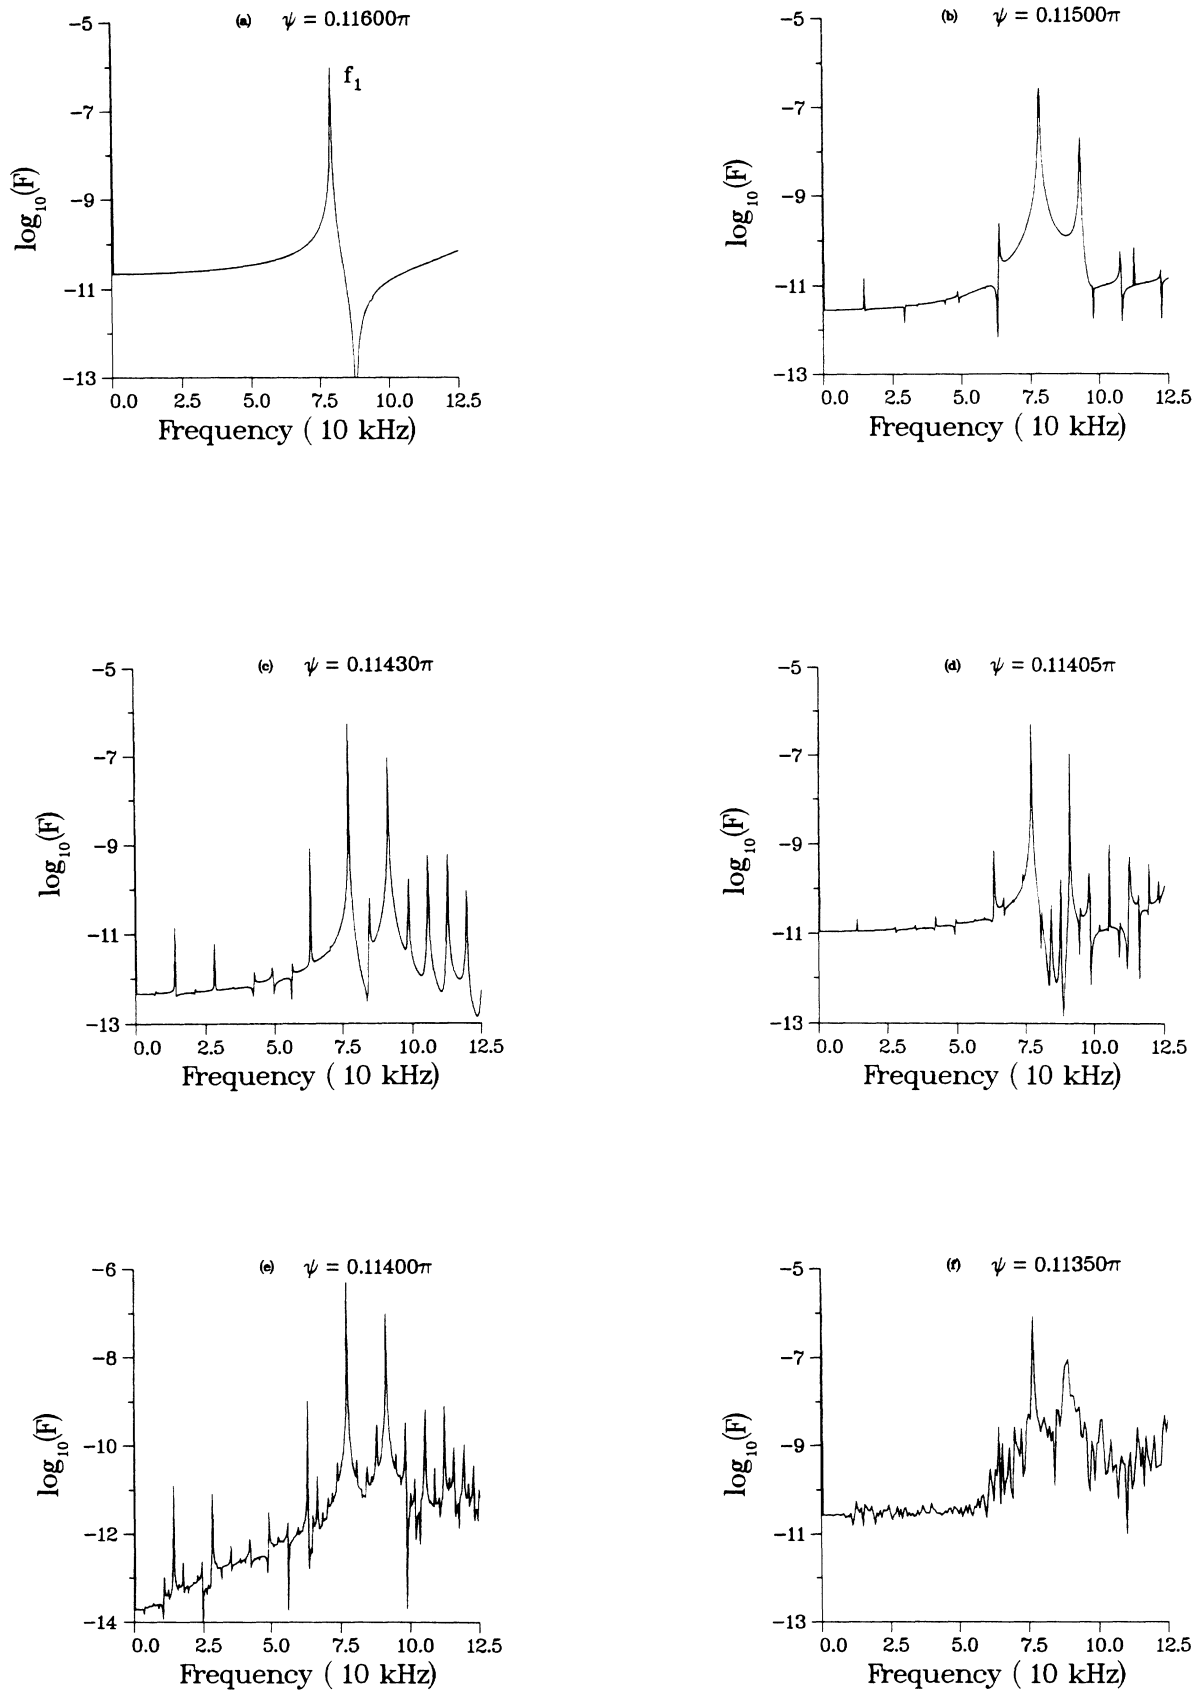 (a) ψ = 0.11600π
f₁
-5
-7
-9
-11
-13
log₁₀(F)
0.0 2.5 5.0 7.5 10.0 12.5
Frequency ( 10 kHz)
(b) ψ = 0.11500π
-5
-7
-9
-11
-13
log₁₀(F)
0.0 2.5 5.0 7.5 10.0 12.5
Frequency ( 10 kHz)
(c) ψ = 0.11430π
-5
-7
-9
-11
-13
log₁₀(F)
0.0 2.5 5.0 7.5 10.0 12.5
Frequency ( 10 kHz)
(d) ψ = 0.11405π
-5
-7
-9
-11
-13
log₁₀(F)
0.0 2.5 5.0 7.5 10.0 12.5
Frequency ( 10 kHz)
(e) ψ = 0.11400π
-6
-8
-10
-12
-14
log₁₀(F)
0.0 2.5 5.0 7.5 10.0 12.5
Frequency ( 10 kHz)
(f) ψ = 0.11350π
-5
-7
-9
-11
-13
log₁₀(F)
0.0 2.5 5.0 7.5 10.0 12.5
Frequency ( 10 kHz)